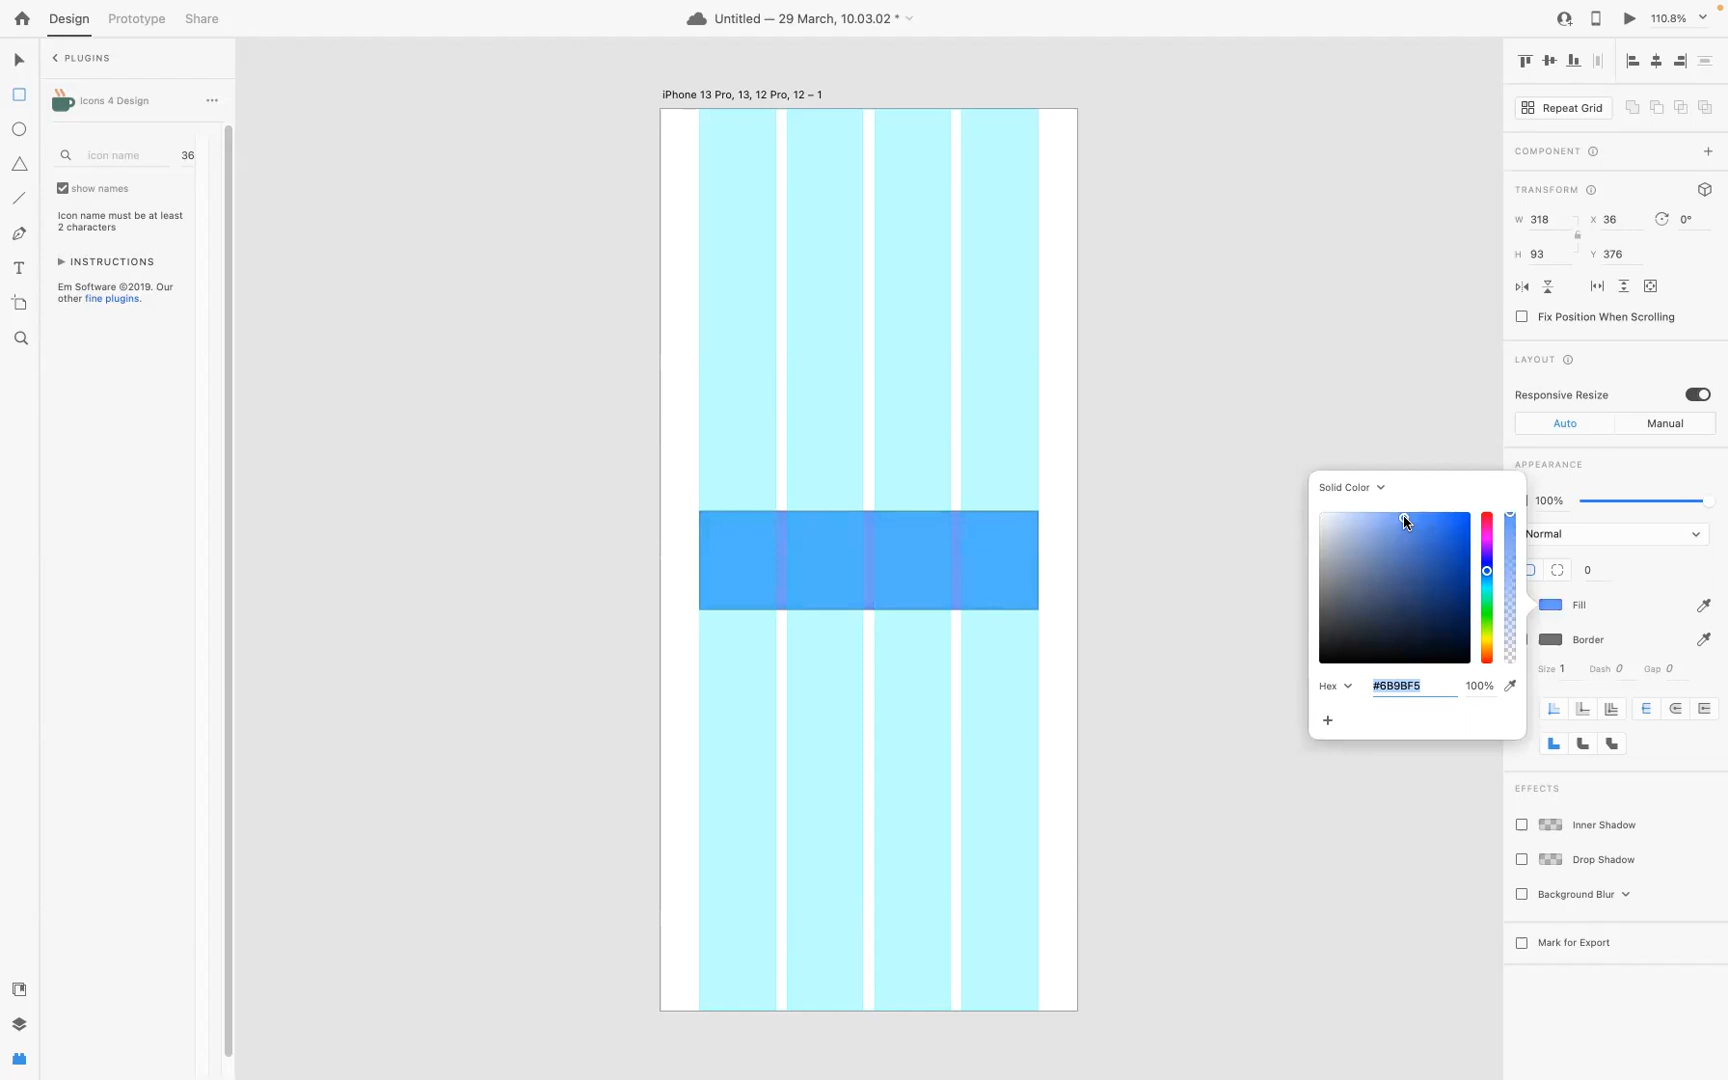 Design Prototype Share
Untitled — 29 March, 10.03.02 *
110.8%
PLUGINS
Icons 4 Design
icon name 36
show names
Icon name must be at least
2 characters
INSTRUCTIONS
Em Software ©2019. Our
other fine plugins.
iPhone 13 Pro, 13, 12 Pro, 12 – 1
Repeat Grid
COMPONENT
TRANSFORM
W 318 X 36 0°
H 93 Y 376
Fix Position When Scrolling
LAYOUT
Responsive Resize
Auto Manual
APPEARANCE
100%
Normal
0
Fill
Border
Size 1 Dash 0 Gap 0
Solid Color
Hex #6B9BF5 100%
EFFECTS
Inner Shadow
Drop Shadow
Background Blur
Mark for Export